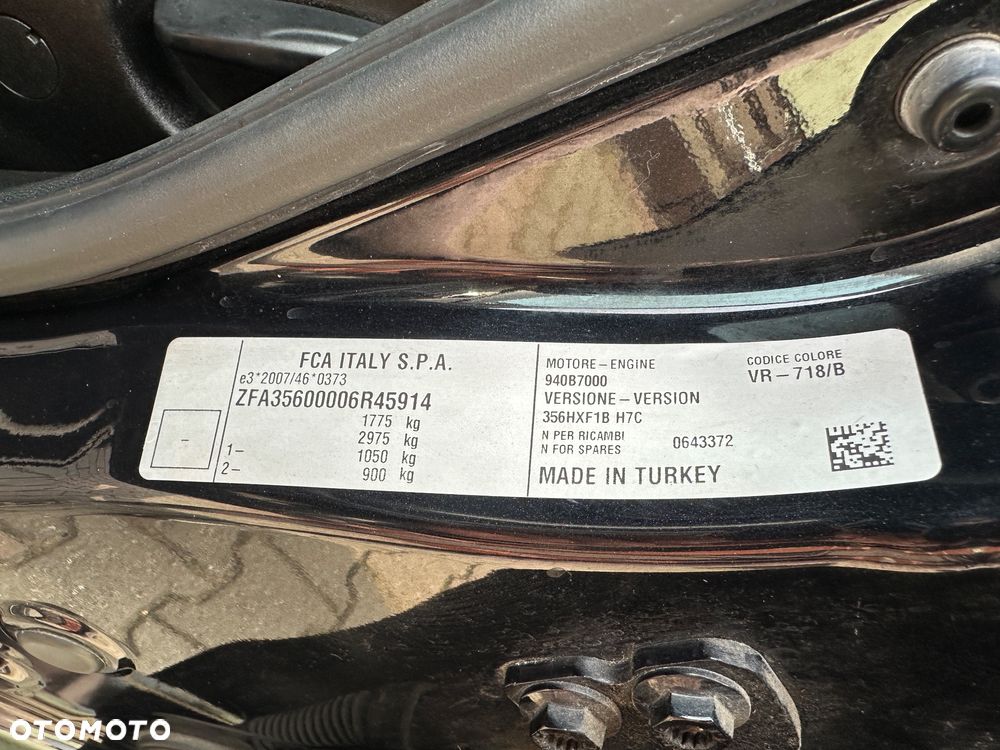 FCA ITALY S.P.A.
e3*2007/46*0373
ZFA35600006R45914
1775 kg
2975 kg
1- 1050 kg
2- 900 kg
-
MOTORE-ENGINE
940B7000
VERSIONE-VERSION
356HXF1B H7C
N PER RICAMBI
N FOR SPARES 0643372
MADE IN TURKEY
CODICE COLORE
VR-718/B
OTOMOTO